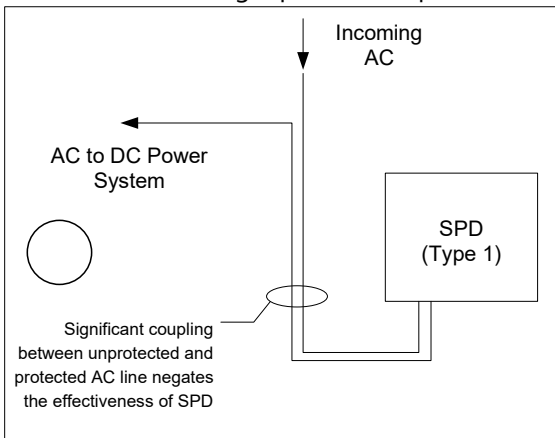 Incoming
AC
AC to DC Power
System
SPD
(Type 1)
Significant coupling
between unprotected and
protected AC line negates
the effectiveness of SPD